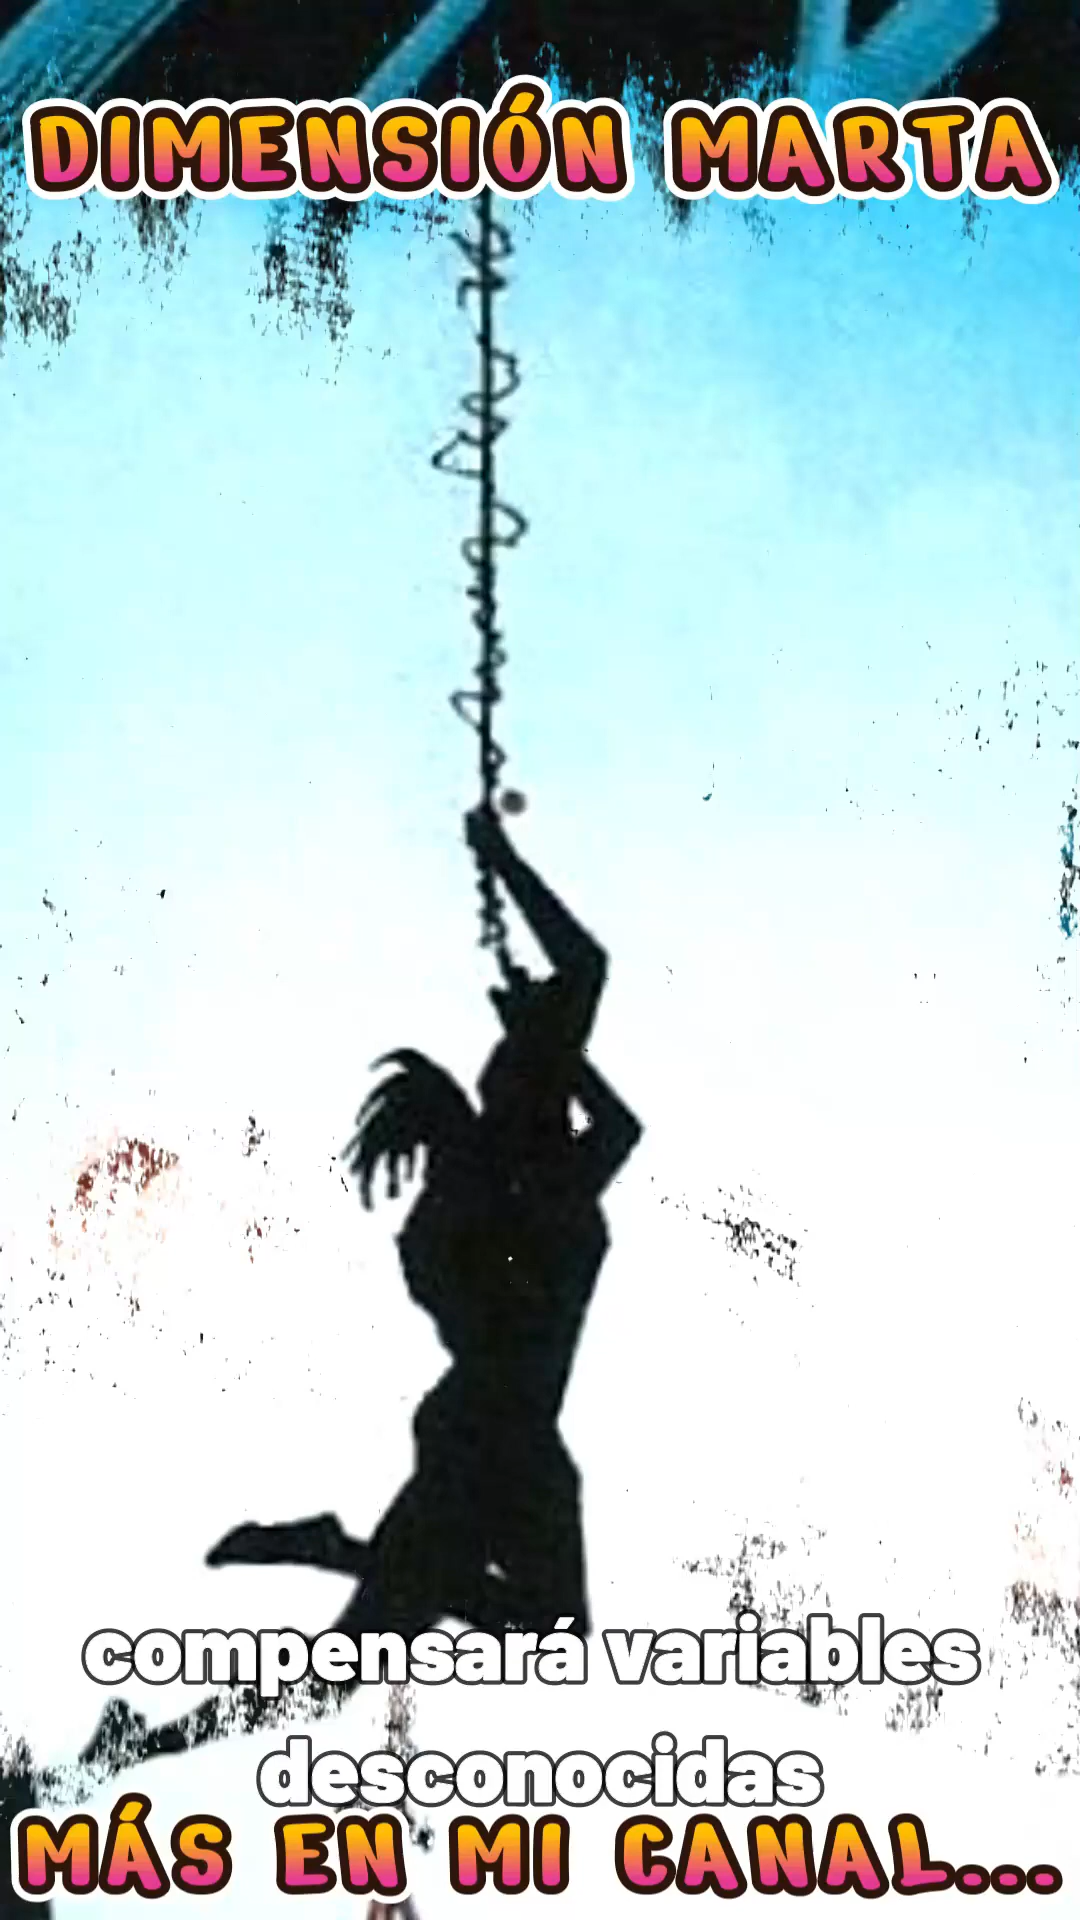 DIMENSIÓN MARTA
compensará variables
desconocidas
MÁS EN MI CANAL...